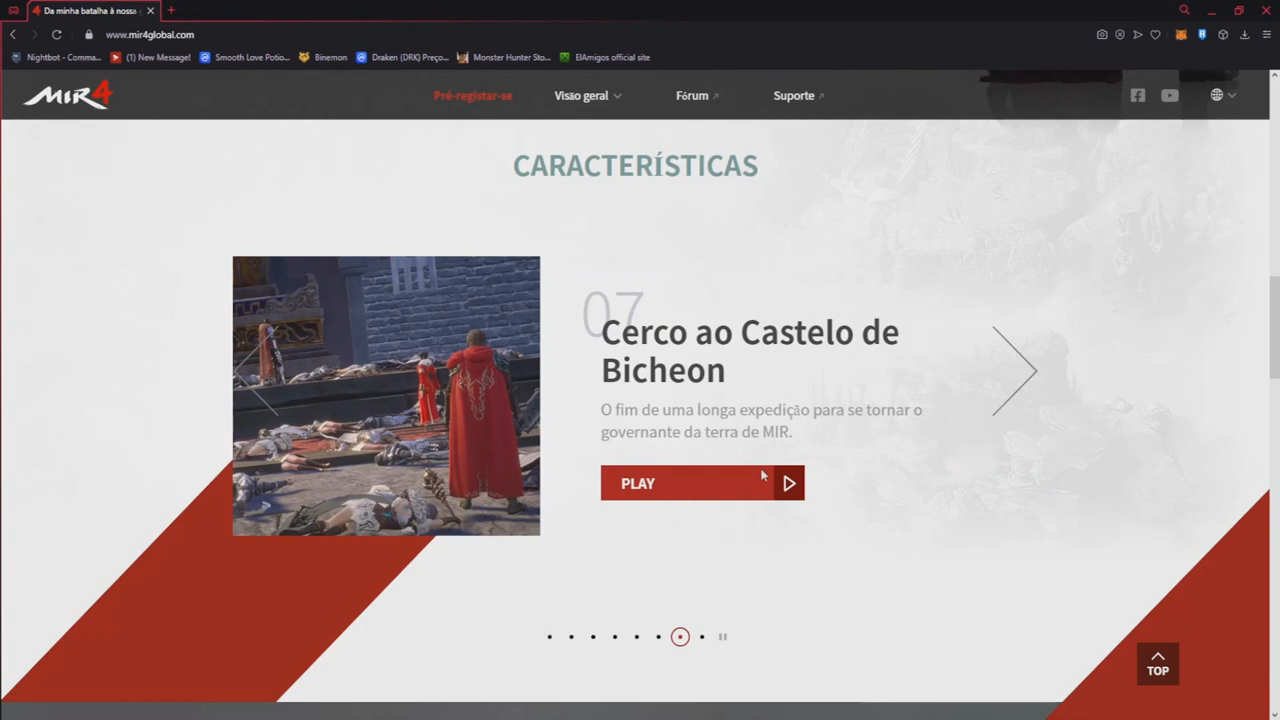 Da minha batalha à nossa
www.mir4global.com
Nightbot - Comma... (1) New Message! Smooth Love Potio... Binemon Draken (DRK) Preço... Monster Hunter Sto... ElAmigos official site
MIR4 Pré-registar-se Visão geral Fórum Suporte
CARACTERÍSTICAS
07
Cerco ao Castelo de
Bicheon
O fim de uma longa expedição para se tornar o
governante da terra de MIR.
PLAY
TOP